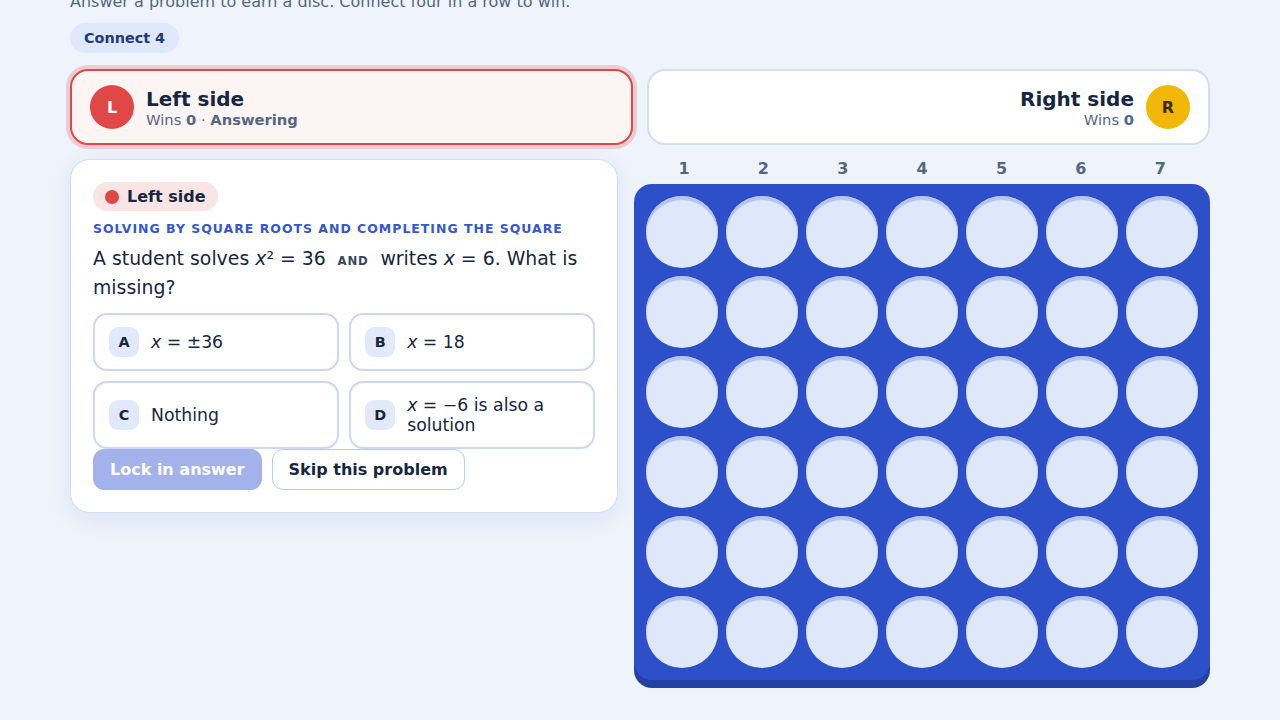 Answer a problem to earn a disc. Connect four in a row to win.
Connect 4
L
Left side
Wins 0 · Answering
Right side
Wins 0
R
Left side
SOLVING BY SQUARE ROOTS AND COMPLETING THE SQUARE
A student solves x² = 36 AND writes x = 6. What is
missing?
A x = ±36
B x = 18
C Nothing
D x = −6 is also a
solution
Lock in answer
Skip this problem
1 2 3 4 5 6 7